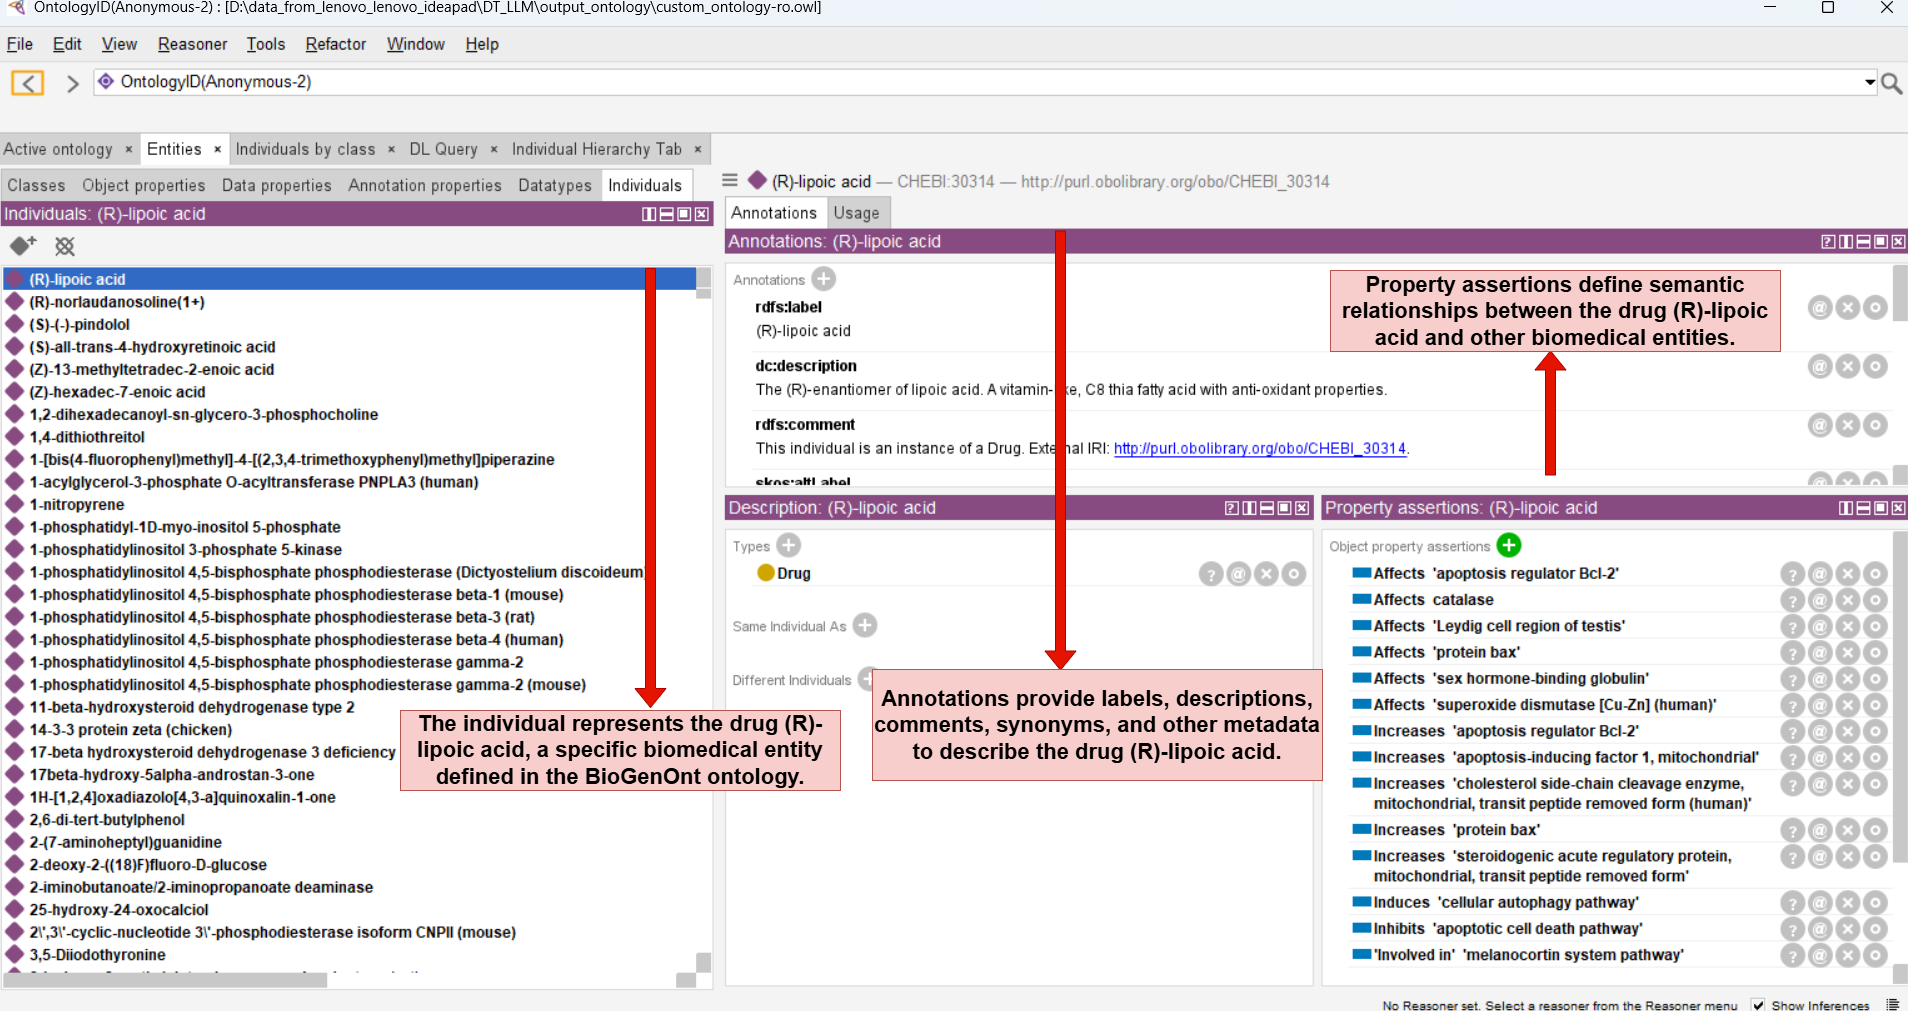 OntologyID(Anonymous-2) : [D:\data_from_lenovo_lenovo_ideapad\DT_LLM\output_ontology\custom_ontology-ro.owl]
File Edit View Reasoner Tools Refactor Window Help
OntologyID(Anonymous-2)
Active ontology × Entities × Individuals by class × DL Query × Individual Hierarchy Tab ×
Classes Object properties Data properties Annotation properties Datatypes Individuals
Individuals: (R)-lipoic acid
(R)-lipoic acid
(R)-norlaudanosoline(1+)
(S)-(-)-pindolol
(S)-all-trans-4-hydroxyretinoic acid
(Z)-13-methyltetradec-2-enoic acid
(Z)-hexadec-7-enoic acid
1,2-dihexadecanoyl-sn-glycero-3-phosphocholine
1,4-dithiothreitol
1-[bis(4-fluorophenyl)methyl]-4-[(2,3,4-trimethoxyphenyl)methyl]piperazine
1-acylglycerol-3-phosphate O-acyltransferase PNPLA3 (human)
1-nitropyrene
1-phosphatidyl-1D-myo-inositol 5-phosphate
1-phosphatidylinositol 3-phosphate 5-kinase
1-phosphatidylinositol 4,5-bisphosphate phosphodiesterase (Dictyostelium discoideum)
1-phosphatidylinositol 4,5-bisphosphate phosphodiesterase beta-1 (mouse)
1-phosphatidylinositol 4,5-bisphosphate phosphodiesterase beta-3 (rat)
1-phosphatidylinositol 4,5-bisphosphate phosphodiesterase beta-4 (human)
1-phosphatidylinositol 4,5-bisphosphate phosphodiesterase gamma-2
1-phosphatidylinositol 4,5-bisphosphate phosphodiesterase gamma-2 (mouse)
11-beta-hydroxysteroid dehydrogenase type 2
14-3-3 protein zeta (chicken)
17-beta hydroxysteroid dehydrogenase 3 deficiency
17beta-hydroxy-5alpha-androstan-3-one
1H-[1,2,4]oxadiazolo[4,3-a]quinoxalin-1-one
2,6-di-tert-butylphenol
2-(7-aminoheptyl)guanidine
2-deoxy-2-((18)F)fluoro-D-glucose
2-iminobutanoate/2-iminopropanoate deaminase
25-hydroxy-24-oxocalciol
2\',3\'-cyclic-nucleotide 3\'-phosphodiesterase isoform CNPII (mouse)
3,5-Diiodothyronine
The individual represents the drug (R)-
lipoic acid, a specific biomedical entity
defined in the BioGenOnt ontology.
(R)-lipoic acid — CHEBI:30314 — http://purl.obolibrary.org/obo/CHEBI_30314
Annotations Usage
Annotations: (R)-lipoic acid
Annotations
rdfs:label
(R)-lipoic acid
dc:description
The (R)-enantiomer of lipoic acid. A vitamin-like, C8 thia fatty acid with anti-oxidant properties.
rdfs:comment
This individual is an instance of a Drug. External IRI: http://purl.obolibrary.org/obo/CHEBI_30314.
skos:altLabel
Property assertions define semantic
relationships between the drug (R)-lipoic
acid and other biomedical entities.
Description: (R)-lipoic acid
Types
Drug
Same Individual As
Different Individuals
Annotations provide labels, descriptions,
comments, synonyms, and other metadata
to describe the drug (R)-lipoic acid.
Property assertions: (R)-lipoic acid
Object property assertions
Affects 'apoptosis regulator Bcl-2'
Affects catalase
Affects 'Leydig cell region of testis'
Affects 'protein bax'
Affects 'sex hormone-binding globulin'
Affects 'superoxide dismutase [Cu-Zn] (human)'
Increases 'apoptosis regulator Bcl-2'
Increases 'apoptosis-inducing factor 1, mitochondrial'
Increases 'cholesterol side-chain cleavage enzyme,
mitochondrial, transit peptide removed form (human)'
Increases 'protein bax'
Increases 'steroidogenic acute regulatory protein,
mitochondrial, transit peptide removed form'
Induces 'cellular autophagy pathway'
Inhibits 'apoptotic cell death pathway'
'Involved in' 'melanocortin system pathway'
No Reasoner set. Select a reasoner from the Reasoner menu Show Inferences